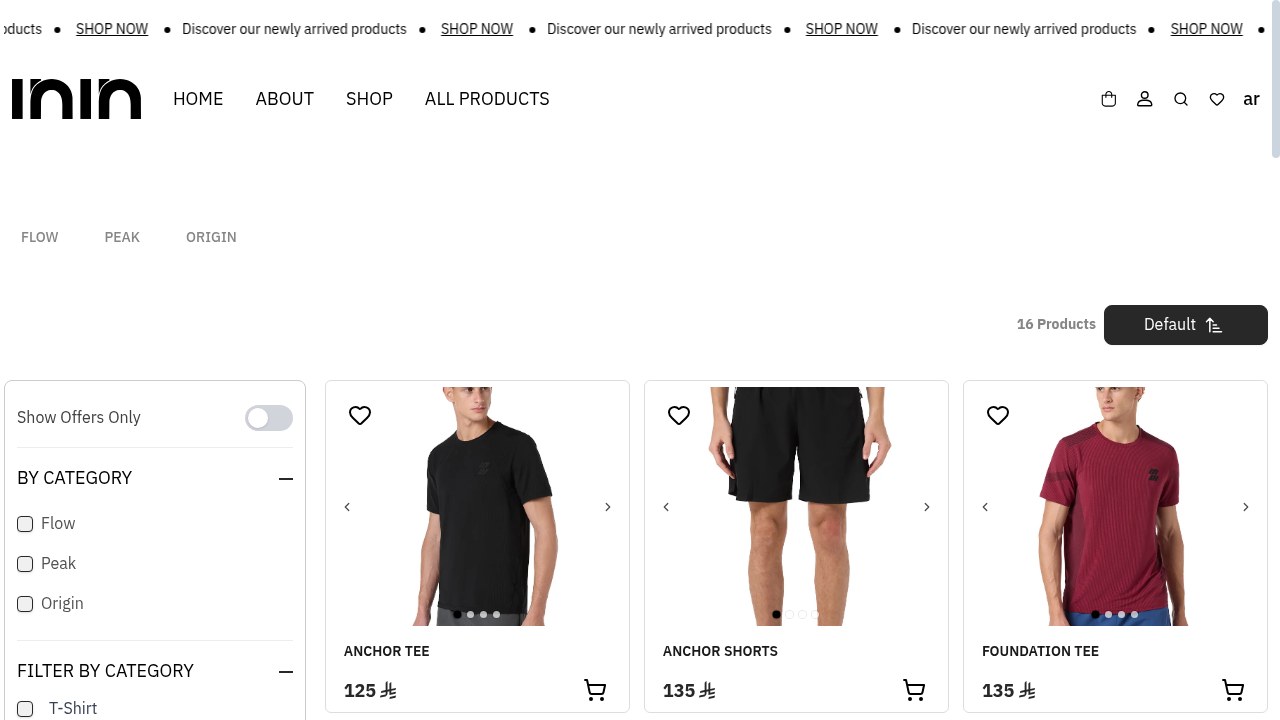 oducts • SHOP NOW • Discover our newly arrived products • SHOP NOW • Discover our newly arrived products • SHOP NOW • Discover our newly arrived products • SHOP NOW •
ININ HOME ABOUT SHOP ALL PRODUCTS ar
FLOW PEAK ORIGIN
16 Products Default
Show Offers Only
BY CATEGORY
Flow
Peak
Origin
FILTER BY CATEGORY
T-Shirt
ANCHOR TEE
125
ANCHOR SHORTS
135
FOUNDATION TEE
135